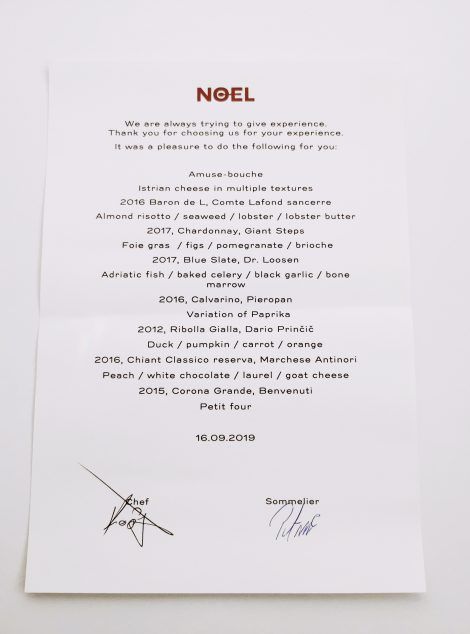 NOEL
We are always trying to give experience.
Thank you for choosing us for your experience.
It was a pleasure to do the following for you:
Amuse-bouche
Istrian cheese in multiple textures
2016 Baron de L, Comte Lafond sancerre
Almond risotto / seaweed / lobster / lobster butter
2017, Chardonnay, Giant Steps
Foie gras / figs / pomegranate / brioche
2017, Blue Slate, Dr. Loosen
Adriatic fish / baked celery / black garlic / bone
marrow
2016, Calvarino, Pieropan
Variation of Paprika
2012, Ribolla Gialla, Dario Prinčič
Duck / pumpkin / carrot / orange
2016, Chiant Classico reserva, Marchese Antinori
Peach / white chocolate / laurel / goat cheese
2015, Corona Grande, Benvenuti
Petit four
16.09.2019
Chef
Sommelier